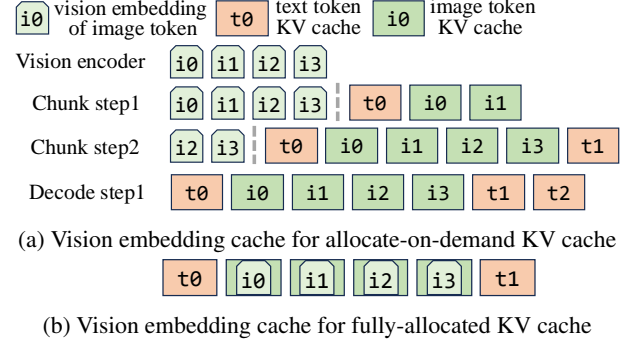 i0 vision embedding of image token t0 text token KV cache i0 image token KV cache
Vision encoder i0 i1 i2 i3
Chunk step1 i0 i1 i2 i3 t0 i0 i1
Chunk step2 i2 i3 t0 i0 i1 i2 i3 t1
Decode step1 t0 i0 i1 i2 i3 t1 t2
(a) Vision embedding cache for allocate-on-demand KV cache
t0 i0 i1 i2 i3 t1
(b) Vision embedding cache for fully-allocated KV cache